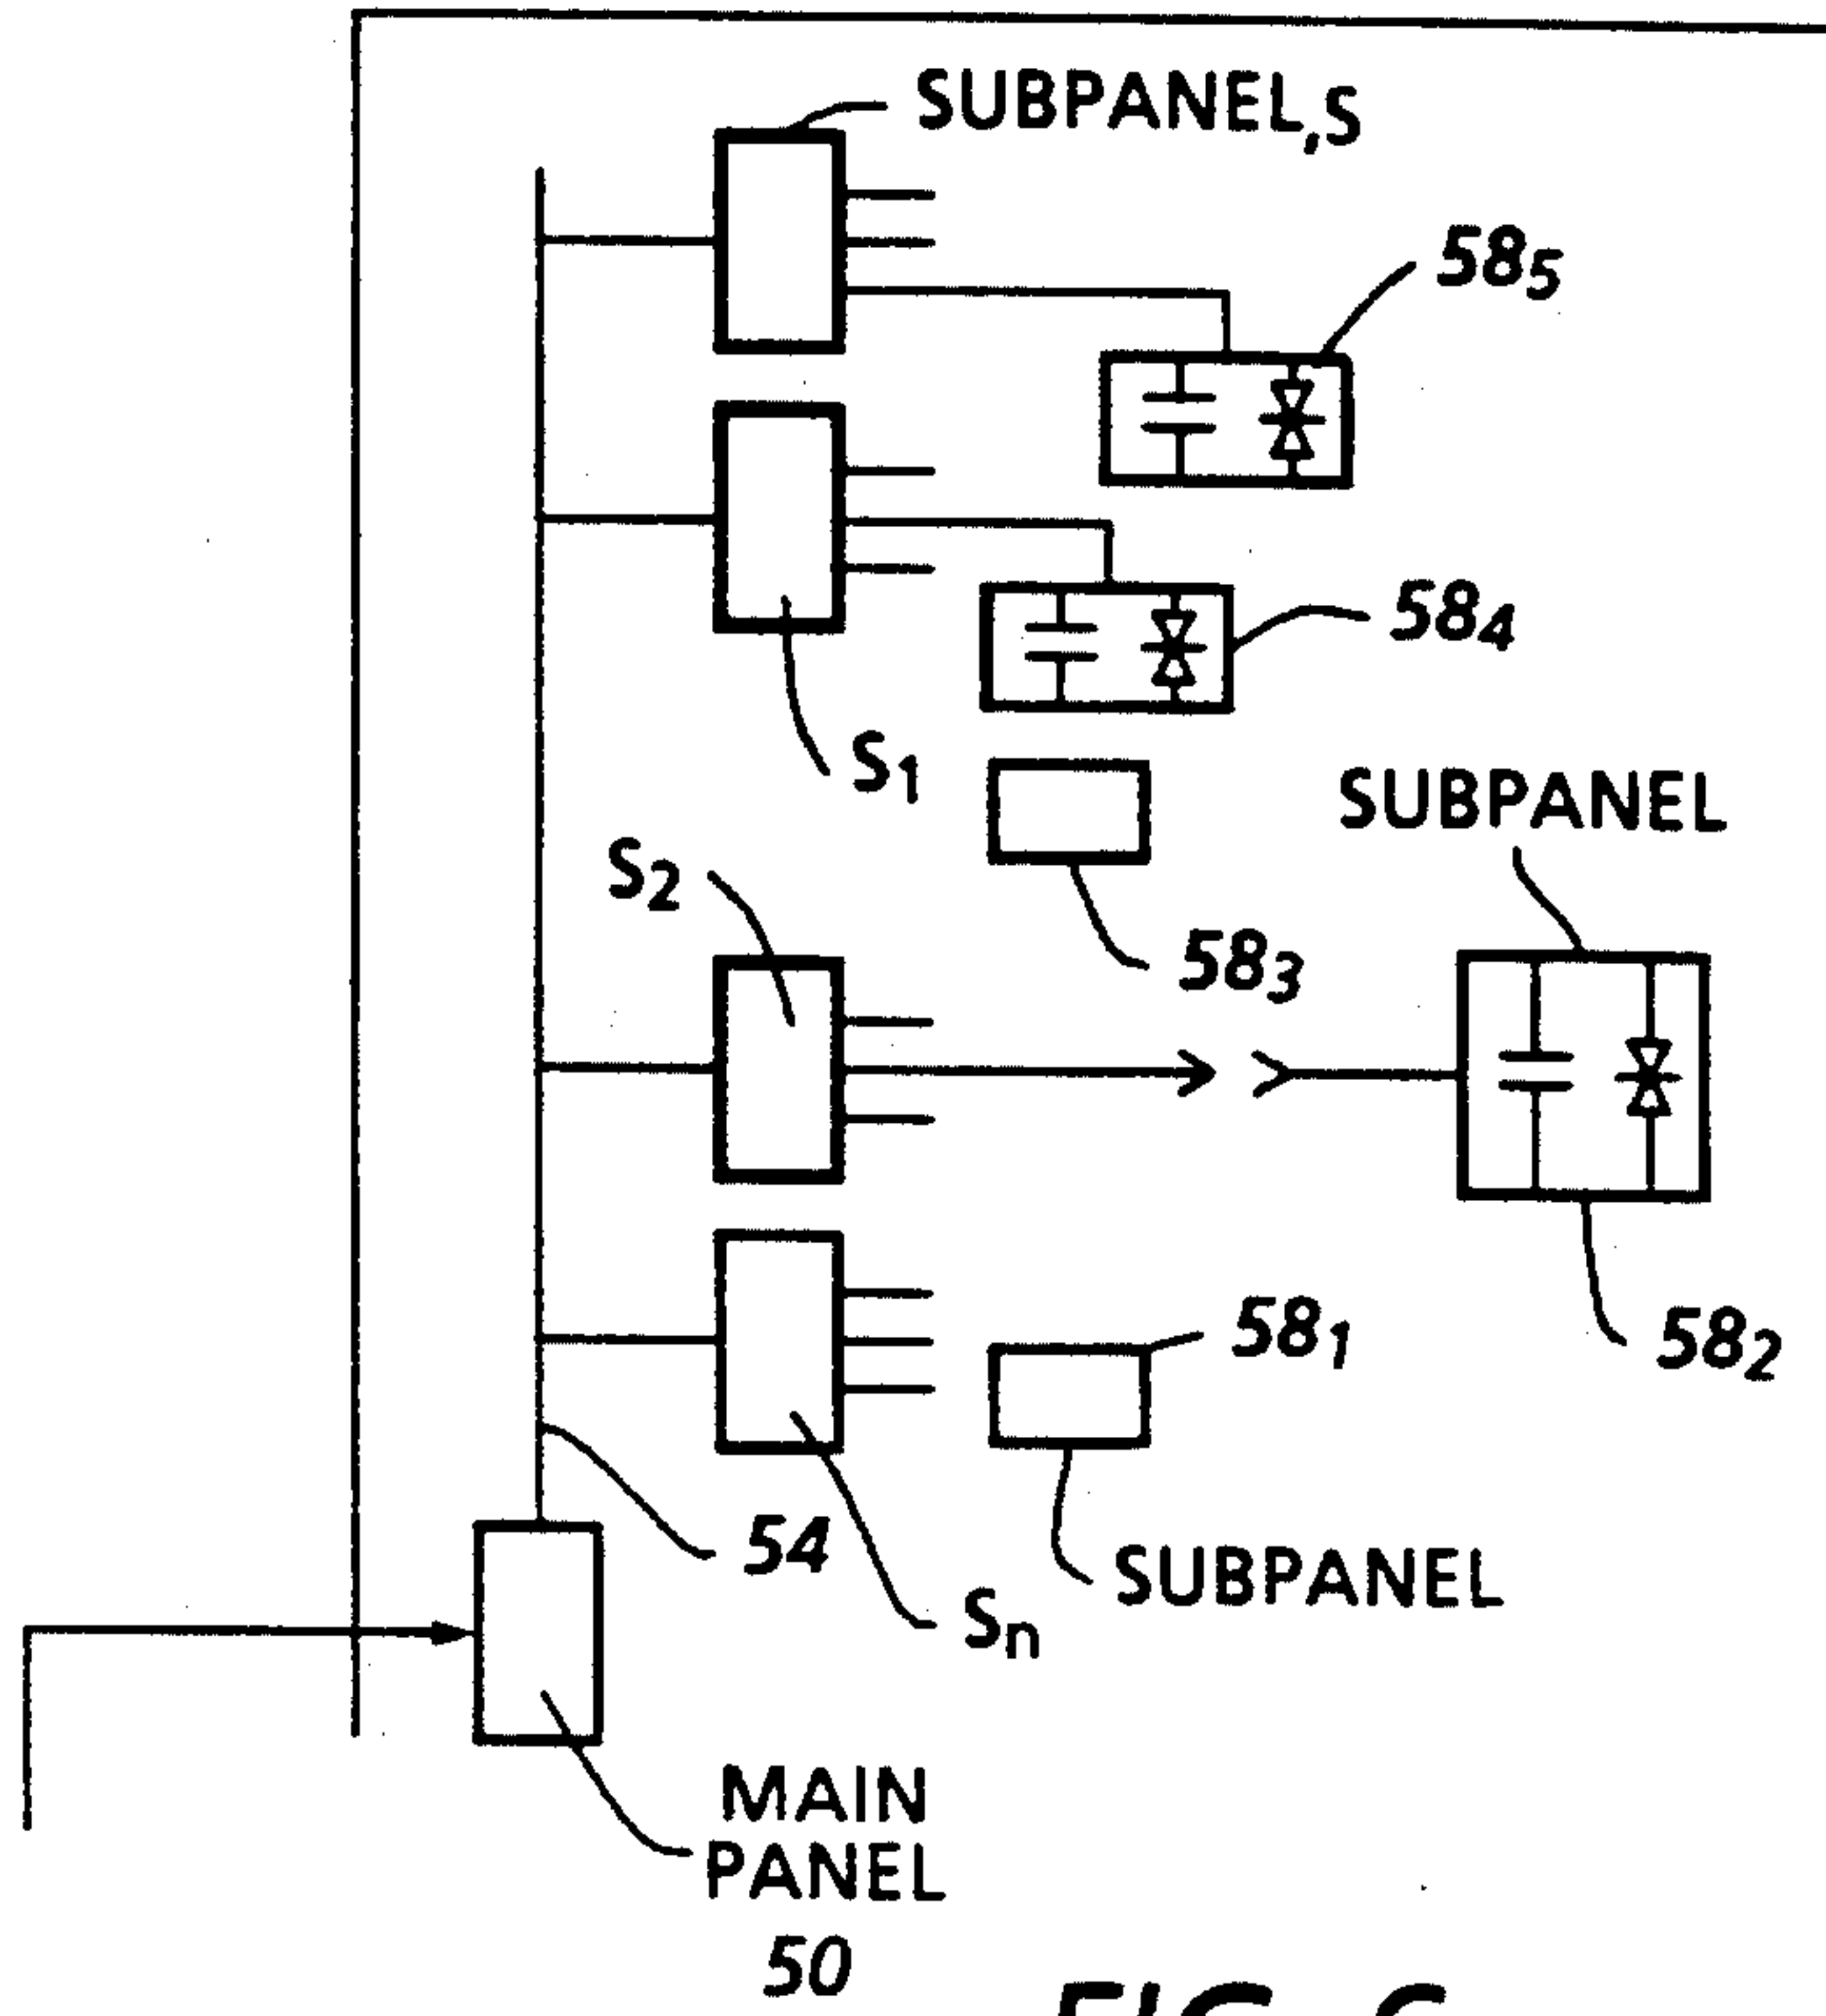 SUBPANEL,S
58₅
58₄
S₁
SUBPANEL
S₂
58₃
58₁
58₂
54
SUBPANEL
Sₙ
MAIN
PANEL
50